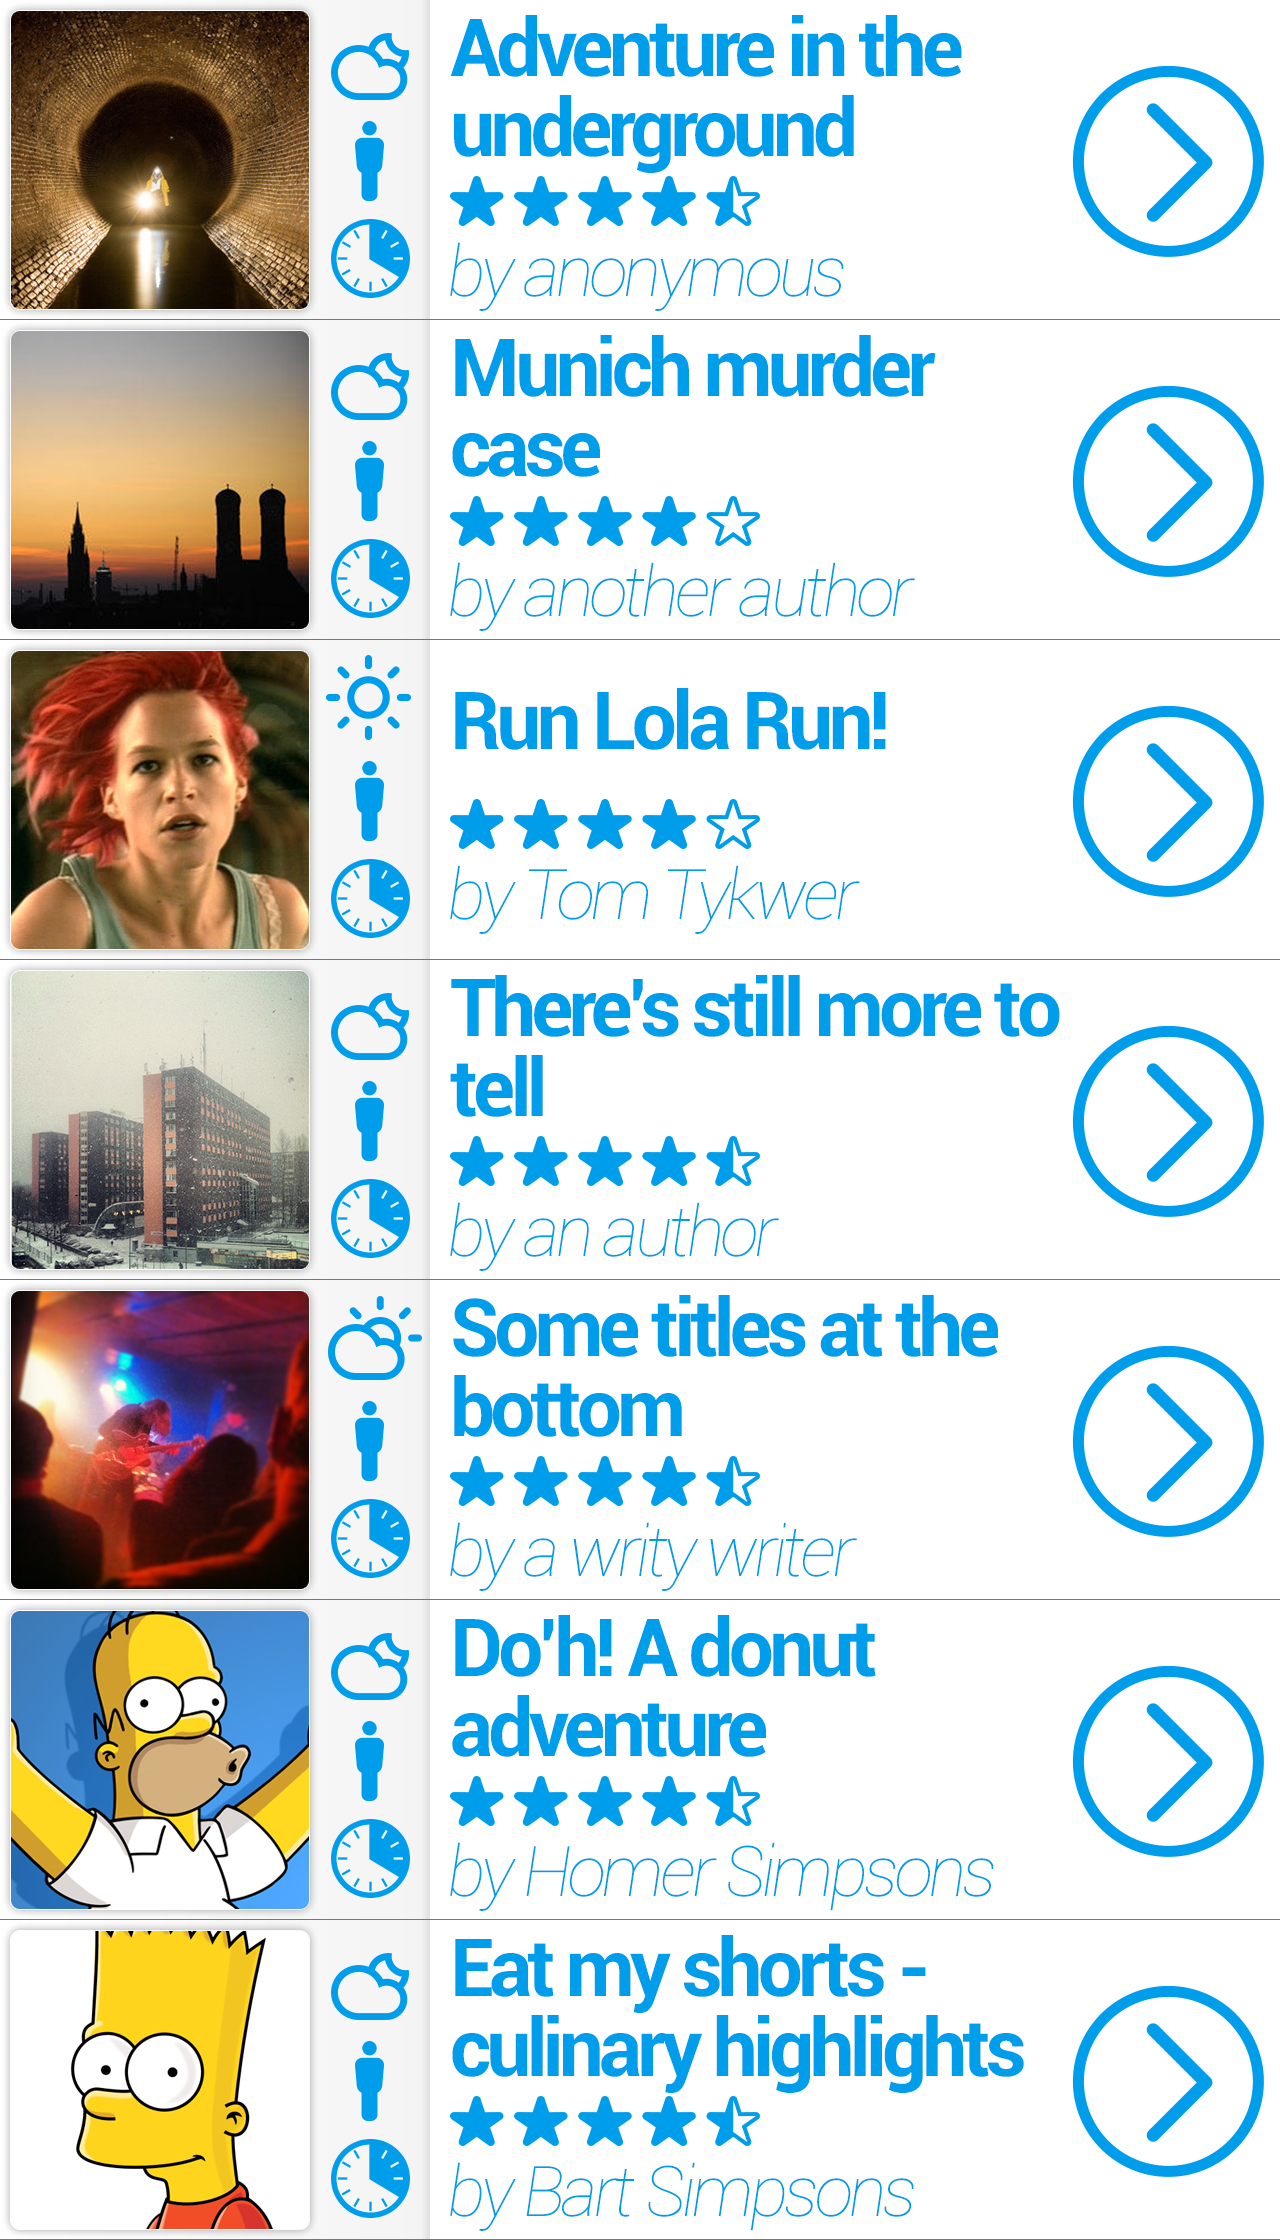 Adventure in the
underground
by anonymous
Munich murder
case
by another author
Run Lola Run!
by Tom Tykwer
There's still more to
tell
by an author
Some titles at the
bottom
by a writy writer
Do'h! A donut
adventure
by Homer Simpsons
Eat my shorts -
culinary highlights
by Bart Simpsons